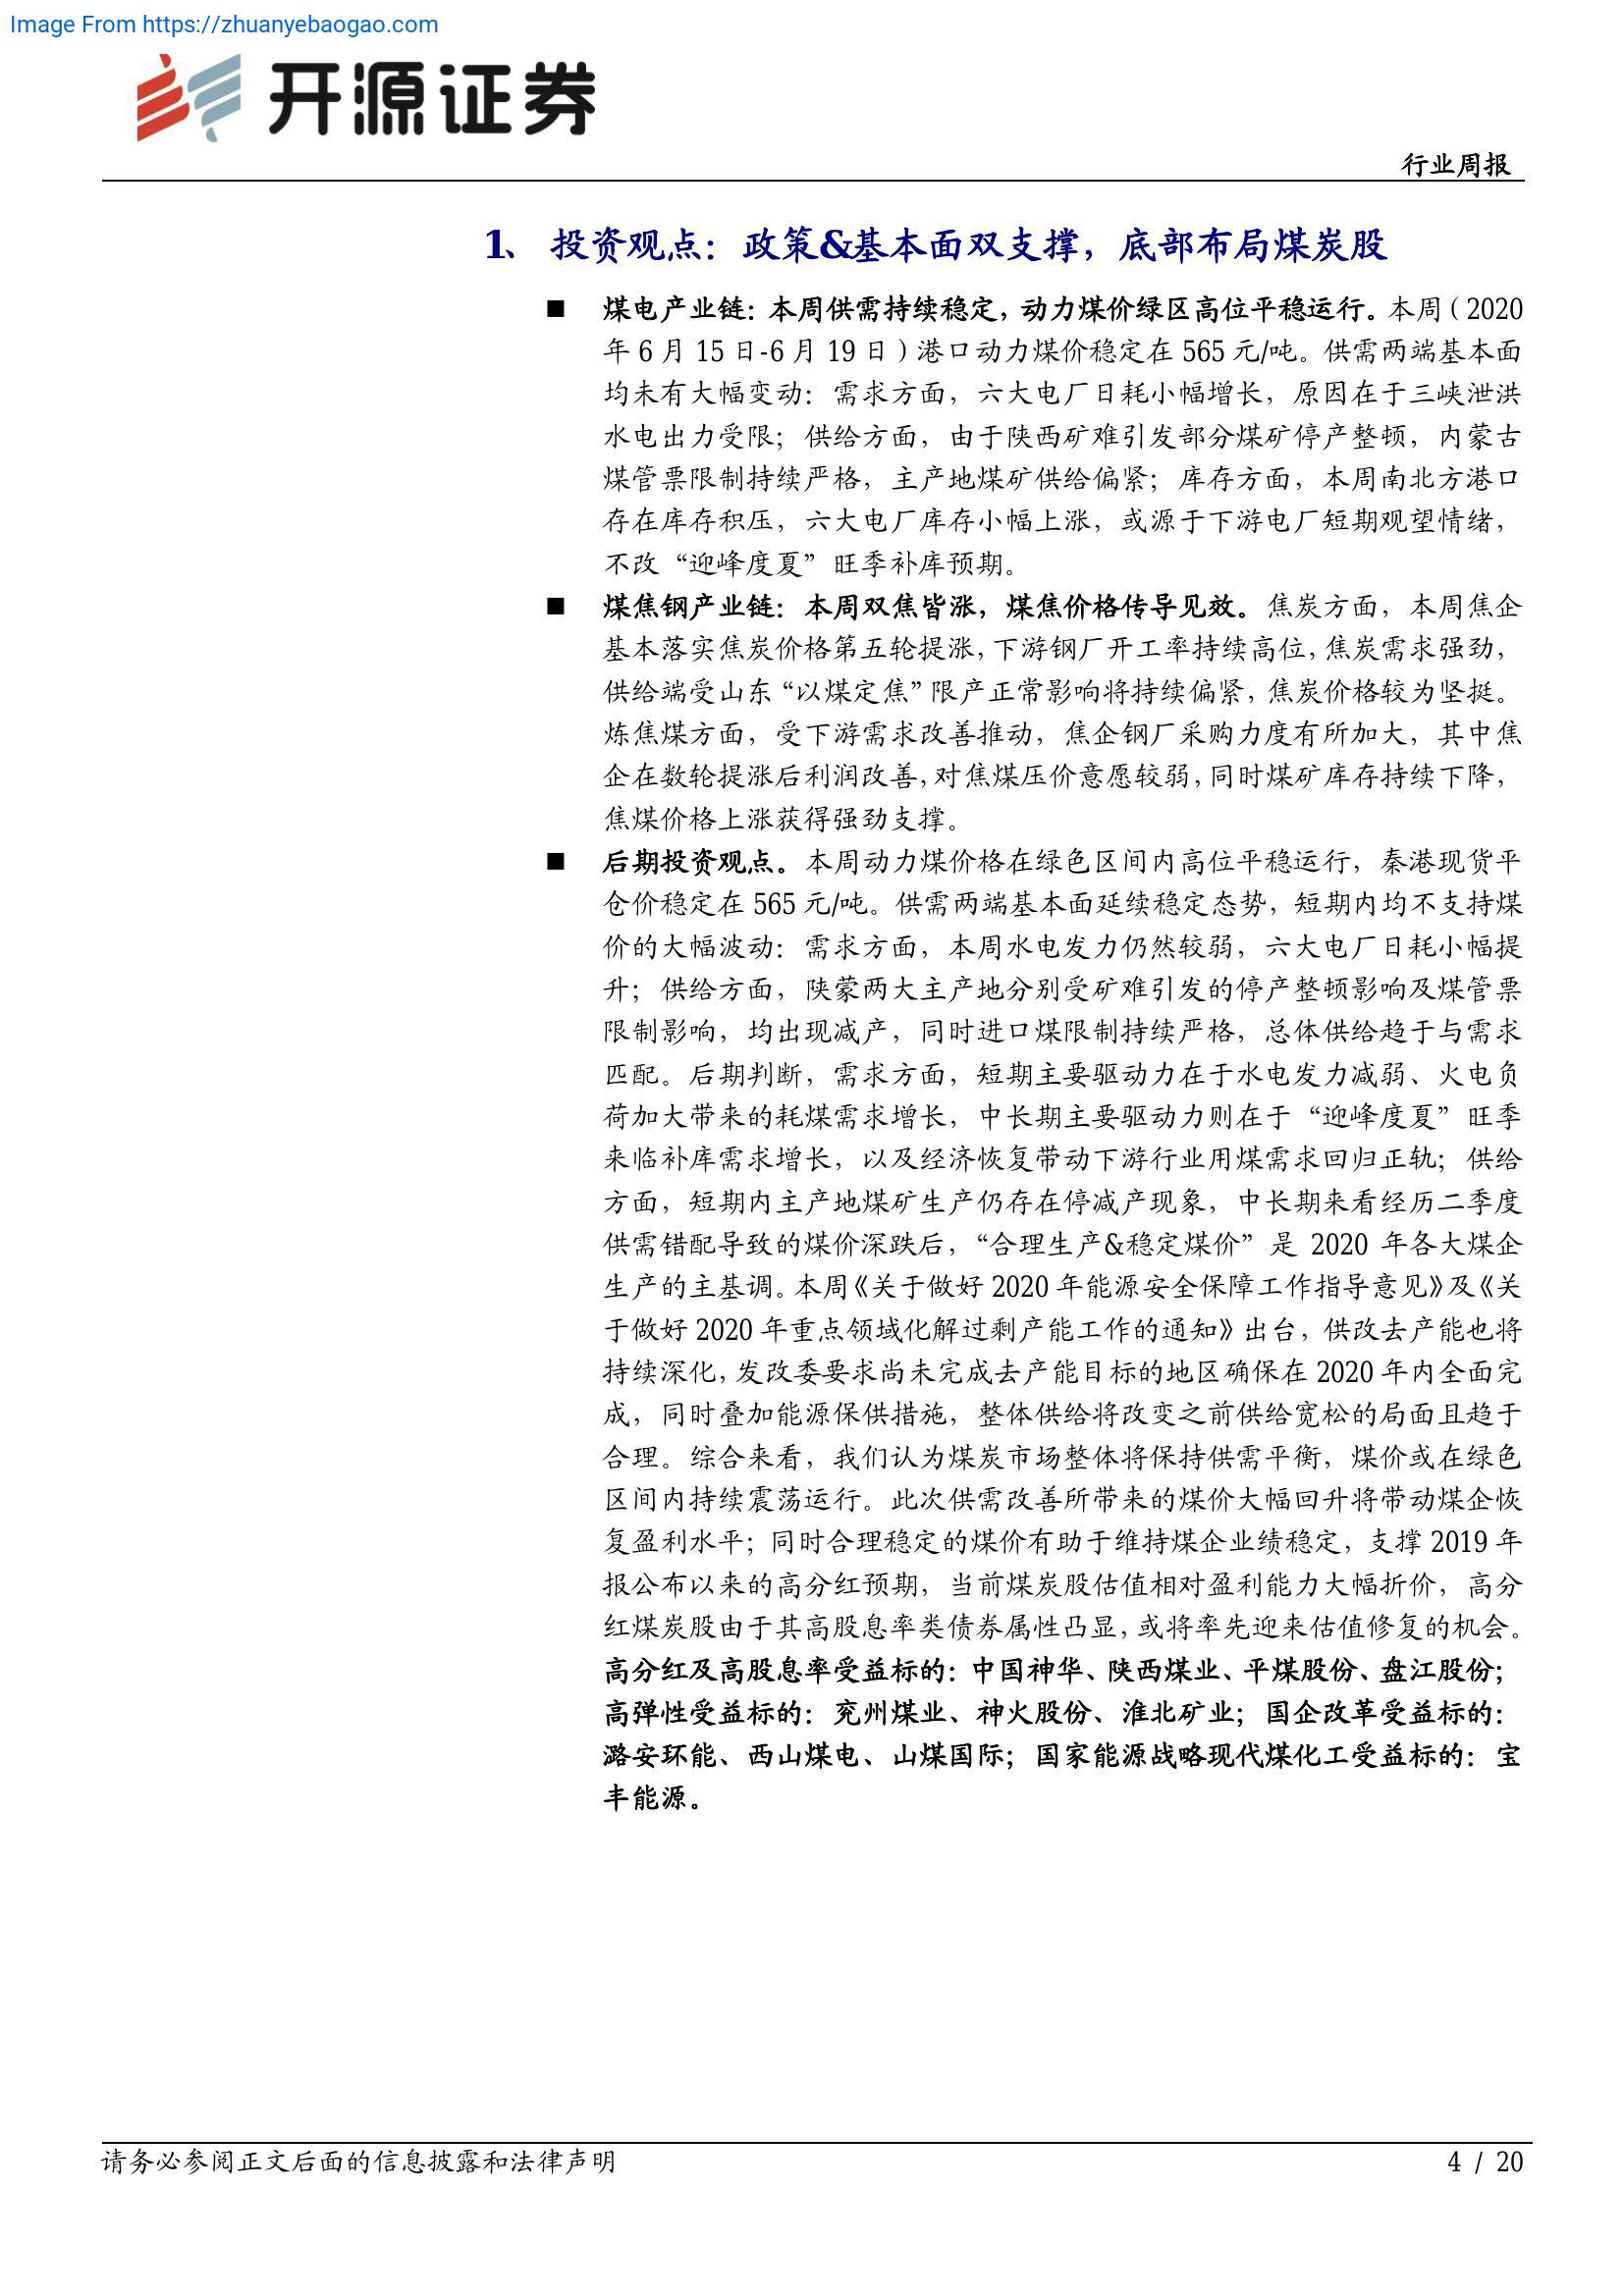 Image From https://zhuanyebaogao.com
开源证券
行业周报
1、 投资观点：政策&基本面双支撑，底部布局煤炭股
■ 煤电产业链：本周供需持续稳定，动力煤价绿区高位平稳运行。本周（2020
年 6 月 15 日-6 月 19 日）港口动力煤价稳定在 565 元/吨。供需两端基本面
均未有大幅变动：需求方面，六大电厂日耗小幅增长，原因在于三峡泄洪
水电出力受限；供给方面，由于陕西矿难引发部分煤矿停产整顿，内蒙古
煤管票限制持续严格，主产地煤矿供给偏紧；库存方面，本周南北方港口
存在库存积压，六大电厂库存小幅上涨，或源于下游电厂短期观望情绪，
不改“迎峰度夏”旺季补库预期。
■ 煤焦钢产业链：本周双焦皆涨，煤焦价格传导见效。焦炭方面，本周焦企
基本落实焦炭价格第五轮提涨，下游钢厂开工率持续高位，焦炭需求强劲，
供给端受山东“以煤定焦”限产正常影响将持续偏紧，焦炭价格较为坚挺。
炼焦煤方面，受下游需求改善推动，焦企钢厂采购力度有所加大，其中焦
企在数轮提涨后利润改善，对焦煤压价意愿较弱，同时煤矿库存持续下降，
焦煤价格上涨获得强劲支撑。
■ 后期投资观点。本周动力煤价格在绿色区间内高位平稳运行，秦港现货平
仓价稳定在 565 元/吨。供需两端基本面延续稳定态势，短期内均不支持煤
价的大幅波动：需求方面，本周水电发力仍然较弱，六大电厂日耗小幅提
升；供给方面，陕蒙两大主产地分别受矿难引发的停产整顿影响及煤管票
限制影响，均出现减产，同时进口煤限制持续严格，总体供给趋于与需求
匹配。后期判断，需求方面，短期主要驱动力在于水电发力减弱、火电负
荷加大带来的耗煤需求增长，中长期主要驱动力则在于“迎峰度夏”旺季
来临补库需求增长，以及经济恢复带动下游行业用煤需求回归正轨；供给
方面，短期内主产地煤矿生产仍存在停减产现象，中长期来看经历二季度
供需错配导致的煤价深跌后，“合理生产&稳定煤价”是 2020 年各大煤企
生产的主基调。本周《关于做好 2020 年能源安全保障工作指导意见》及《关
于做好 2020 年重点领域化解过剩产能工作的通知》出台，供改去产能也将
持续深化，发改委要求尚未完成去产能目标的地区确保在 2020 年内全面完
成，同时叠加能源保供措施，整体供给将改变之前供给宽松的局面且趋于
合理。综合来看，我们认为煤炭市场整体将保持供需平衡，煤价或在绿色
区间内持续震荡运行。此次供需改善所带来的煤价大幅回升将带动煤企恢
复盈利水平；同时合理稳定的煤价有助于维持煤企业绩稳定，支撑 2019 年
报公布以来的高分红预期，当前煤炭股估值相对盈利能力大幅折价，高分
红煤炭股由于其高股息率类债券属性凸显，或将率先迎来估值修复的机会。
高分红及高股息率受益标的：中国神华、陕西煤业、平煤股份、盘江股份；
高弹性受益标的：兖州煤业、神火股份、淮北矿业；国企改革受益标的：
潞安环能、西山煤电、山煤国际；国家能源战略现代煤化工受益标的：宝
丰能源。
请务必参阅正文后面的信息披露和法律声明
4 / 20